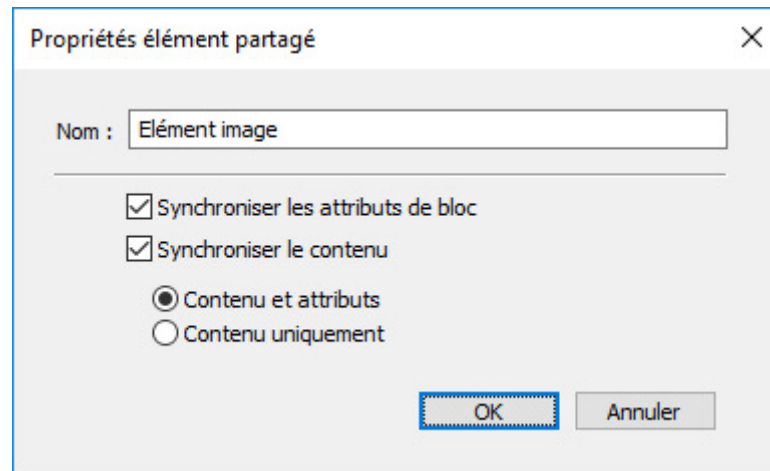 Propriétés élément partagé
Nom : Elément image
Synchroniser les attributs de bloc
Synchroniser le contenu
Contenu et attributs
Contenu uniquement
OK Annuler